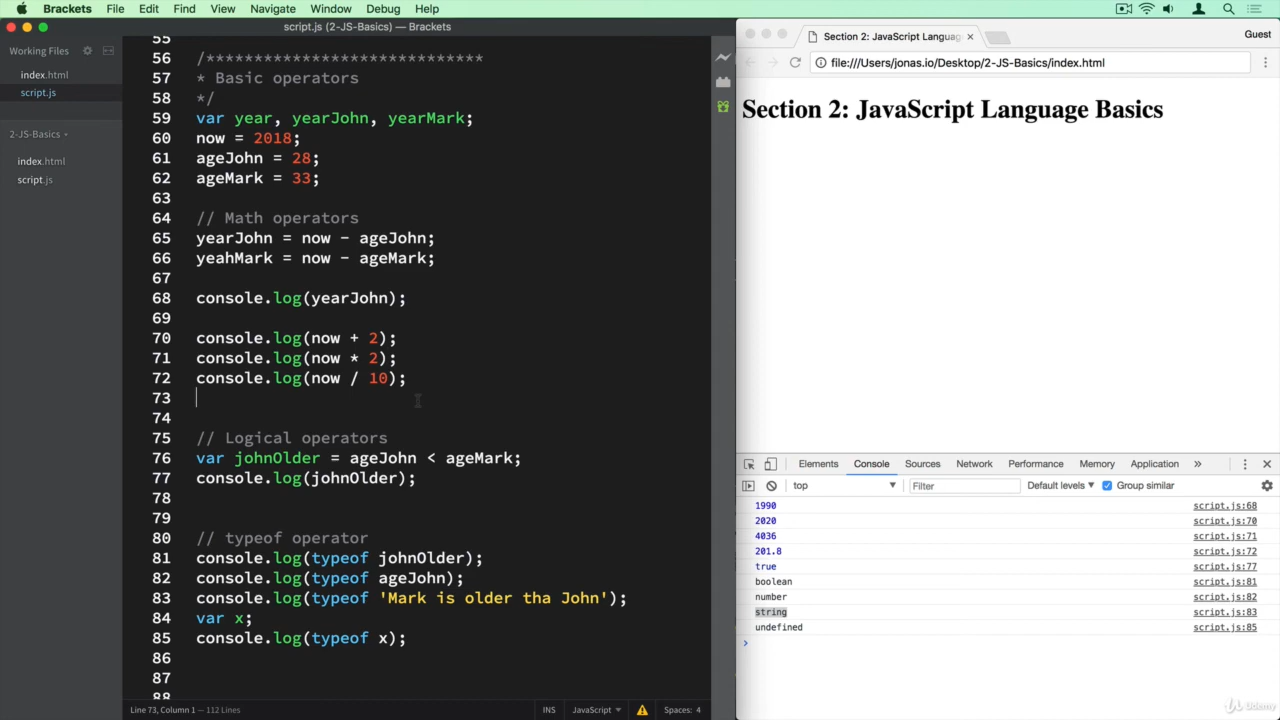 Brackets File Edit Find View Navigate Window Debug Help
script.js (2-JS-Basics) — Brackets
Working Files
index.html
script.js
2-JS-Basics
index.html
script.js
55
56 /*****************************
57 * Basic operators
58 */
59 var year, yearJohn, yearMark;
60 now = 2018;
61 ageJohn = 28;
62 ageMark = 33;
63
64 // Math operators
65 yearJohn = now - ageJohn;
66 yeahMark = now - ageMark;
67
68 console.log(yearJohn);
69
70 console.log(now + 2);
71 console.log(now * 2);
72 console.log(now / 10);
73
74
75 // Logical operators
76 var johnOlder = ageJohn < ageMark;
77 console.log(johnOlder);
78
79
80 // typeof operator
81 console.log(typeof johnOlder);
82 console.log(typeof ageJohn);
83 console.log(typeof 'Mark is older tha John');
84 var x;
85 console.log(typeof x);
86
87
88
Line 73, Column 1 — 112 Lines
INS JavaScript Spaces: 4
Section 2: JavaScript Langua
Guest
file:///Users/jonas.io/Desktop/2-JS-Basics/index.html
Section 2: JavaScript Language Basics
Elements Console Sources Network Performance Memory Application »
top Filter Default levels Group similar
1990 script.js:68
2020 script.js:70
4036 script.js:71
201.8 script.js:72
true script.js:77
boolean script.js:81
number script.js:82
string script.js:83
undefined script.js:85
>
Udemy